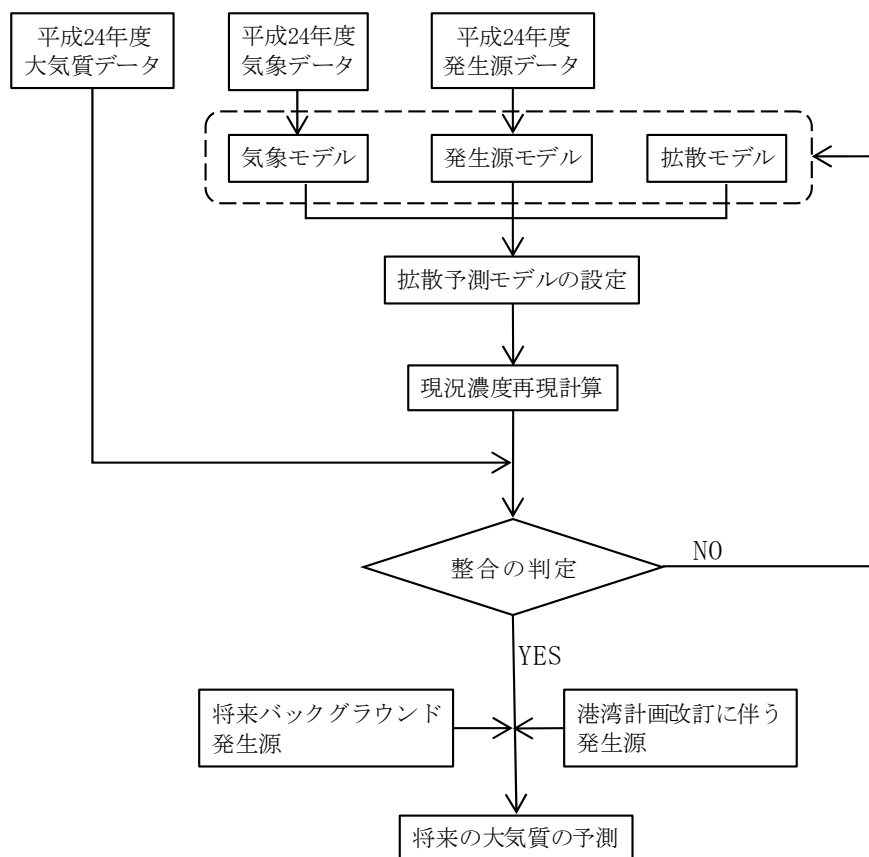 平成24年度
大気質データ
平成24年度
気象データ
平成24年度
発生源データ
気象モデル
発生源モデル
拡散モデル
拡散予測モデルの設定
現況濃度再現計算
整合の判定
NO
YES
将来バックグラウンド
発生源
港湾計画改訂に伴う
発生源
将来の大気質の予測